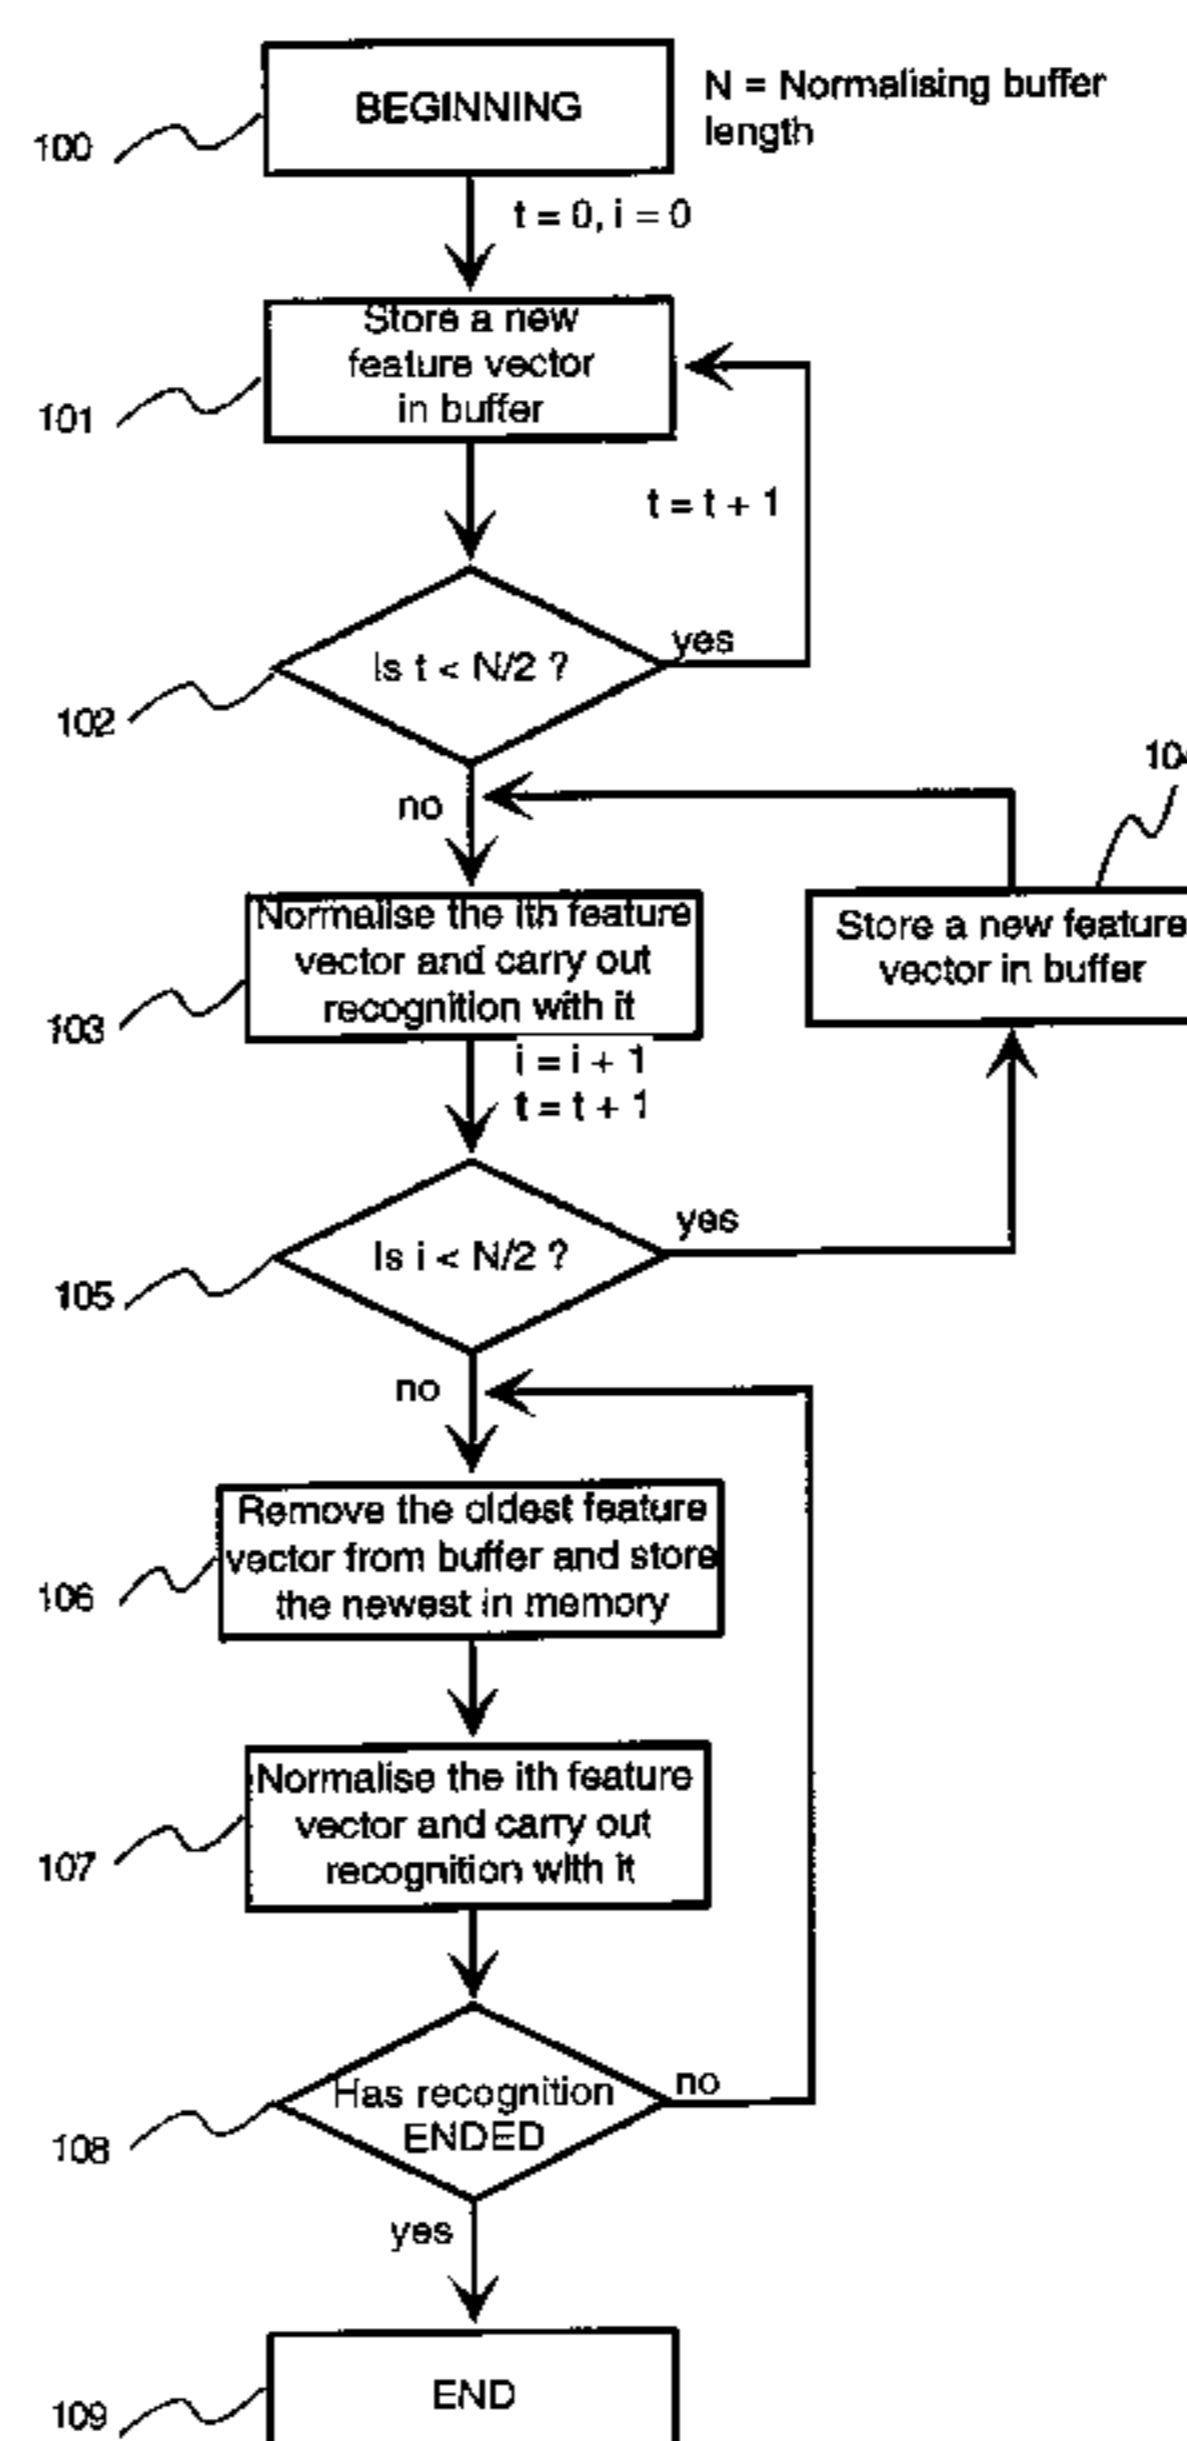 BEGINNING
N = Normalising buffer
length
100
t = 0, i = 0
Store a new
feature vector
in buffer
101
t = t + 1
Is t < N/2 ?
yes
102
no
Store a new feature
vector in buffer
Normalise the ith feature
vector and carry out
recognition with it
103
i = i + 1
t = t + 1
Is i < N/2 ?
yes
105
no
Remove the oldest feature
vector from buffer and store
the newest in memory
106
Normalise the ith feature
vector and carry out
recognition with it
107
Has recognition
ENDED
no
108
yes
END
109